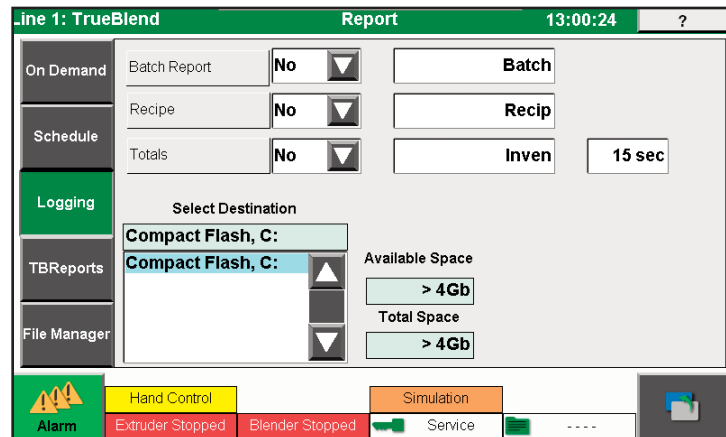 Line 1: TrueBlend Report 13:00:24 ?
On Demand
Schedule
Logging
TBReports
File Manager
Batch Report No Batch
Recipe No Recip
Totals No Inven 15 sec
Select Destination
Compact Flash, C:
Compact Flash, C:
Available Space
> 4Gb
Total Space
> 4Gb
Alarm
Hand Control Simulation
Extruder Stopped Blender Stopped Service ----